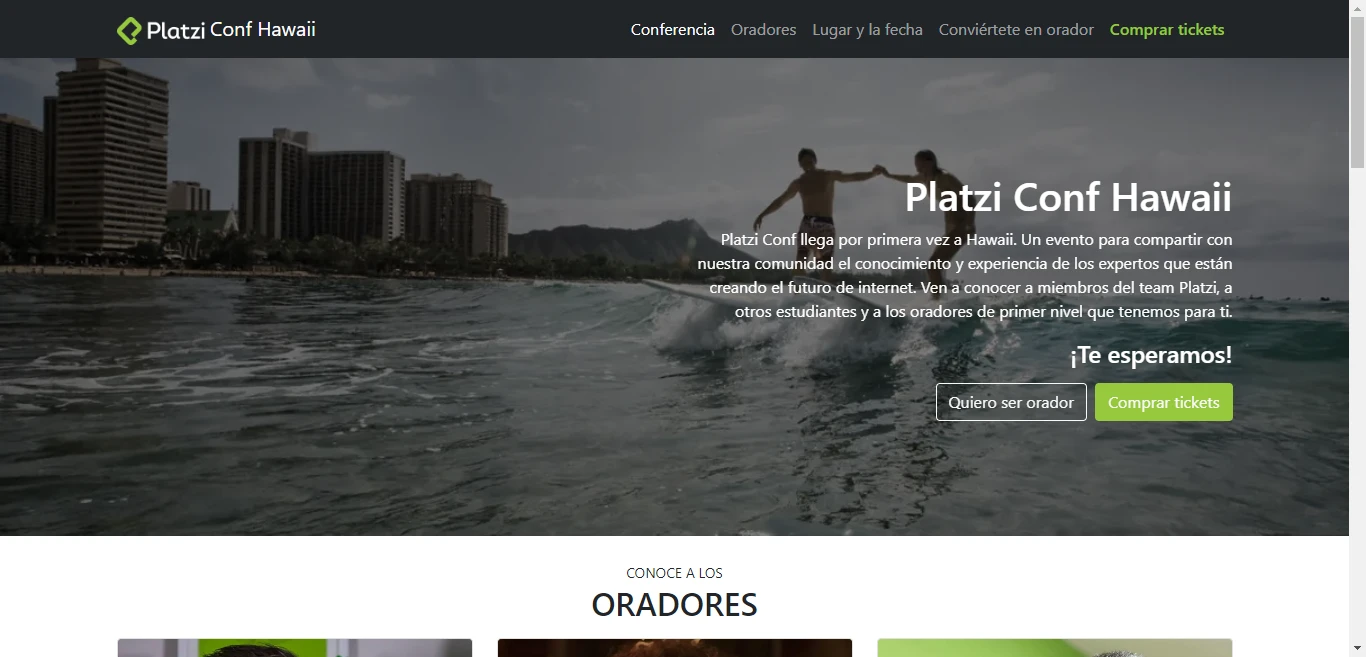 Platzi Conf Hawaii
Conferencia
Oradores
Lugar y la fecha
Conviértete en orador
Comprar tickets
Platzi Conf Hawaii
Platzi Conf llega por primera vez a Hawaii. Un evento para compartir con
nuestra comunidad el conocimiento y experiencia de los expertos que están
creando el futuro de internet. Ven a conocer a miembros del team Platzi, a
otros estudiantes y a los oradores de primer nivel que tenemos para ti.
¡Te esperamos!
Quiero ser orador
Comprar tickets
CONOCE A LOS
ORADORES